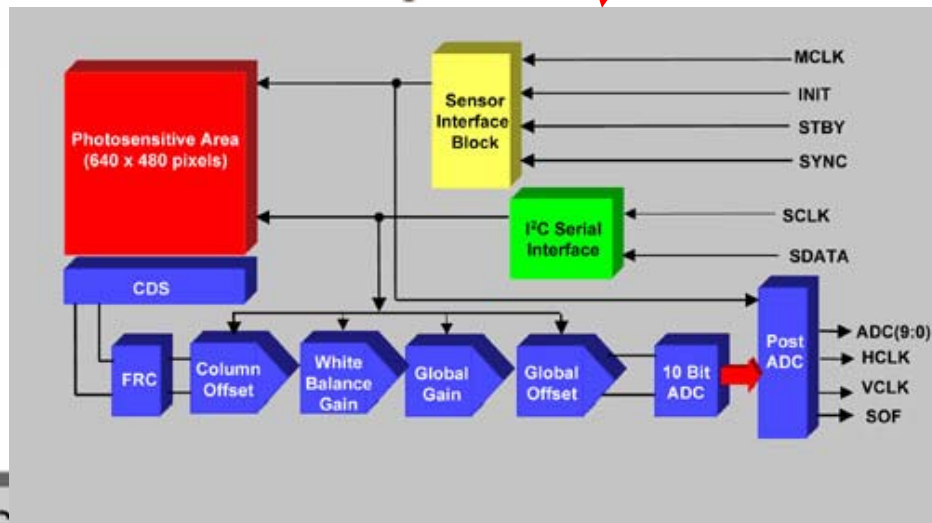 Photosensitive Area
(640 x 480 pixels)
Sensor
Interface
Block
MCLK
INIT
STBY
SYNC
I²C Serial
Interface
SCLK
SDATA
CDS
FRC
Column
Offset
White
Balance
Gain
Global
Gain
Global
Offset
10 Bit
ADC
Post
ADC
ADC(9:0)
HCLK
VCLK
SOF